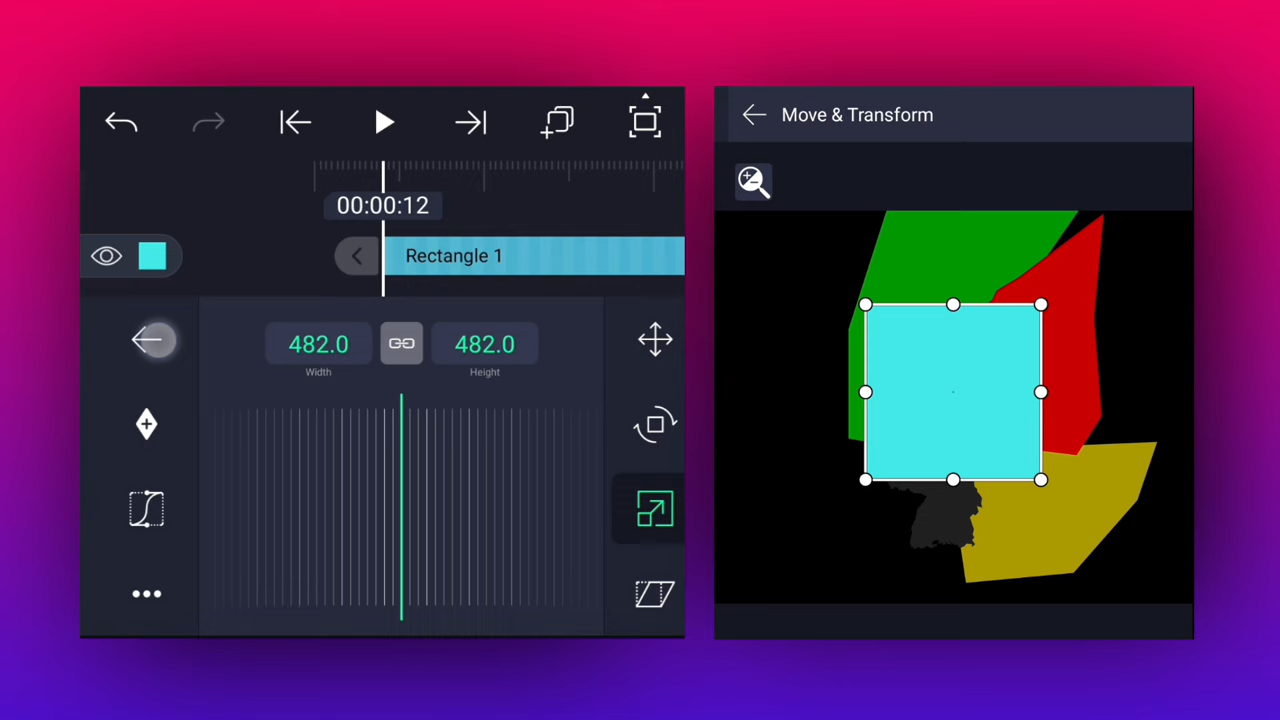 00:00:12
Rectangle 1
482.0
482.0
Width
Height
Move & Transform